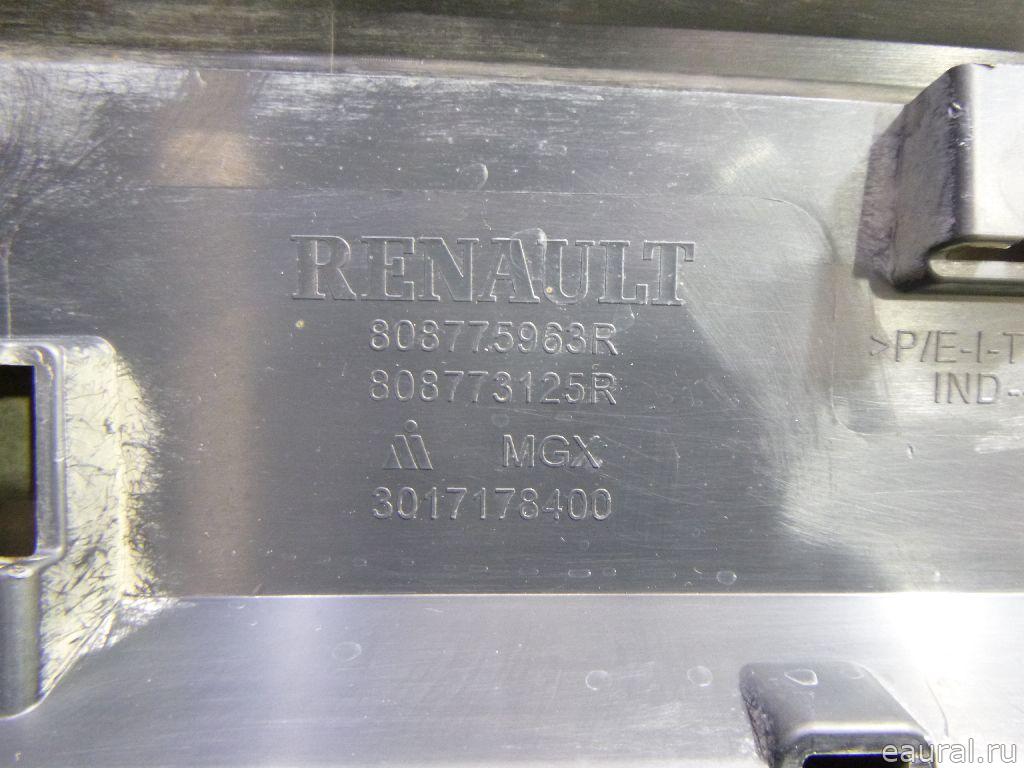 RENAULT
808775963R
808773125R
MGX
3017178400
>P/E-I-T
IND-
eaural.ru